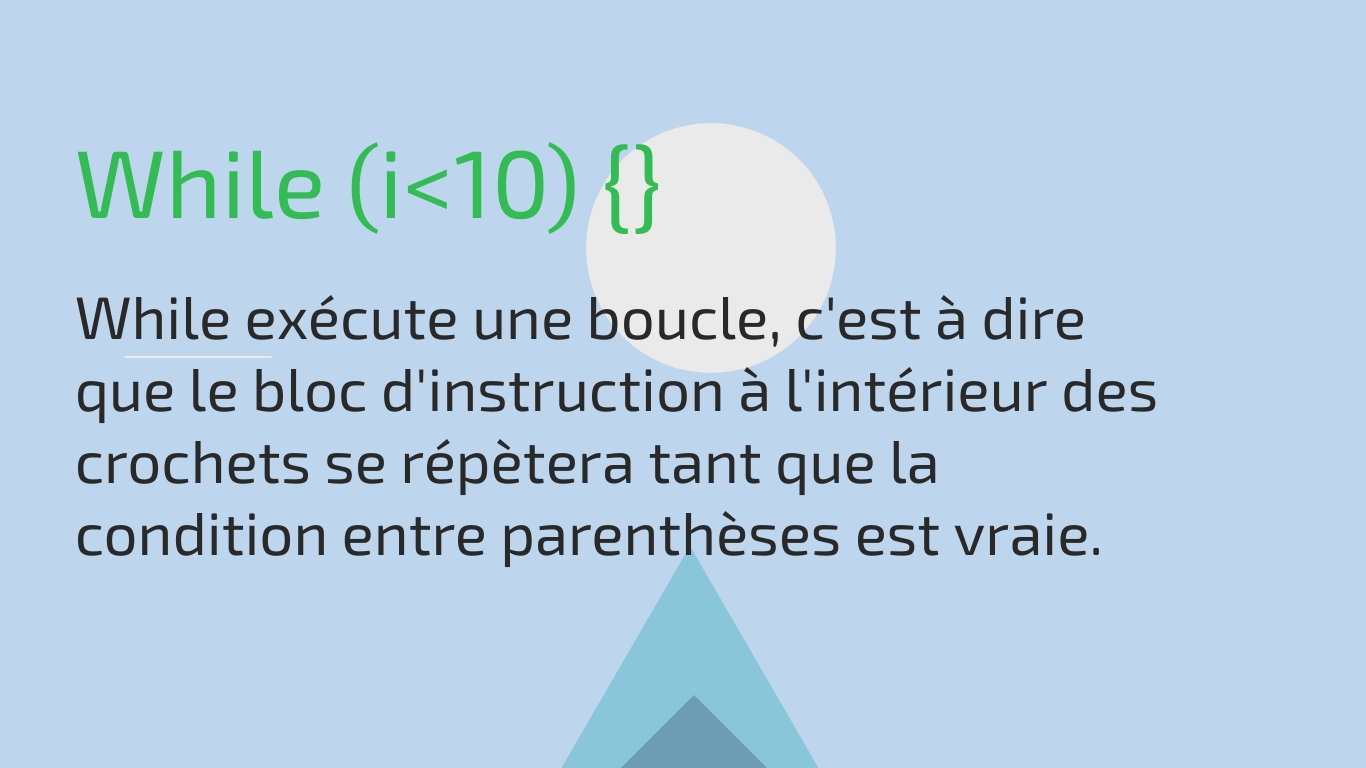 While (i<10) {}
While exécute une boucle, c'est à dire
que le bloc d'instruction à l'intérieur des
crochets se répètera tant que la
condition entre parenthèses est vraie.